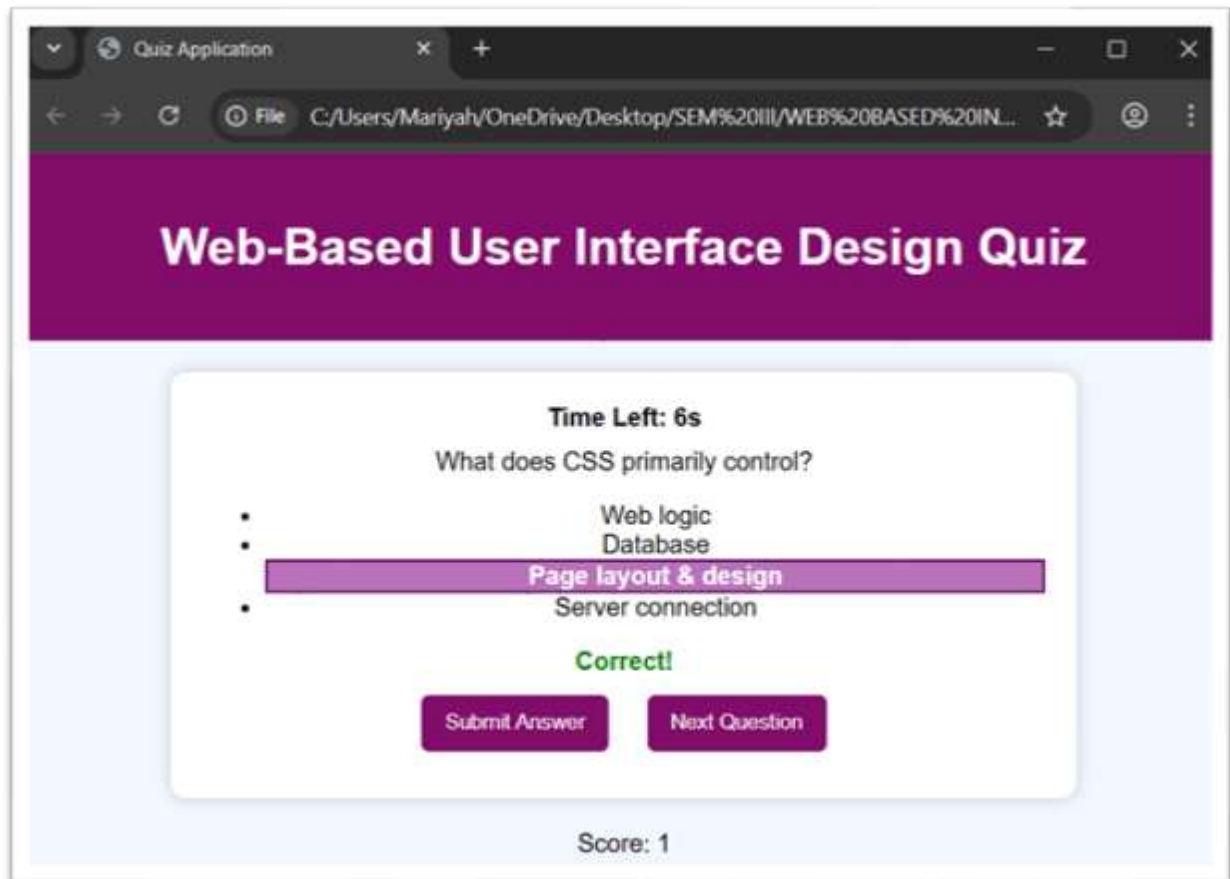 Quiz Application
File C:/Users/Mariyah/OneDrive/Desktop/SEM%20III/WEB%20BASED%20IN...
Web-Based User Interface Design Quiz
Time Left: 6s
What does CSS primarily control?
• Web logic
• Database
Page layout & design
• Server connection
Correct!
Submit Answer Next Question
Score: 1